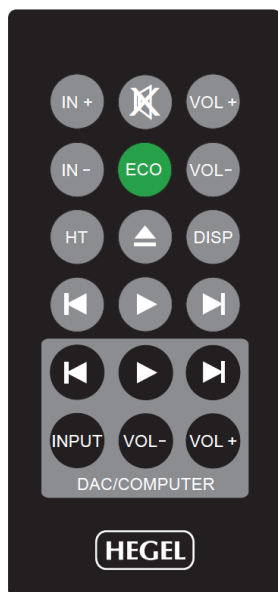 IN + VOL +
IN - ECO VOL-
HT DISP
INPUT VOL- VOL +
DAC/COMPUTER
HEGEL